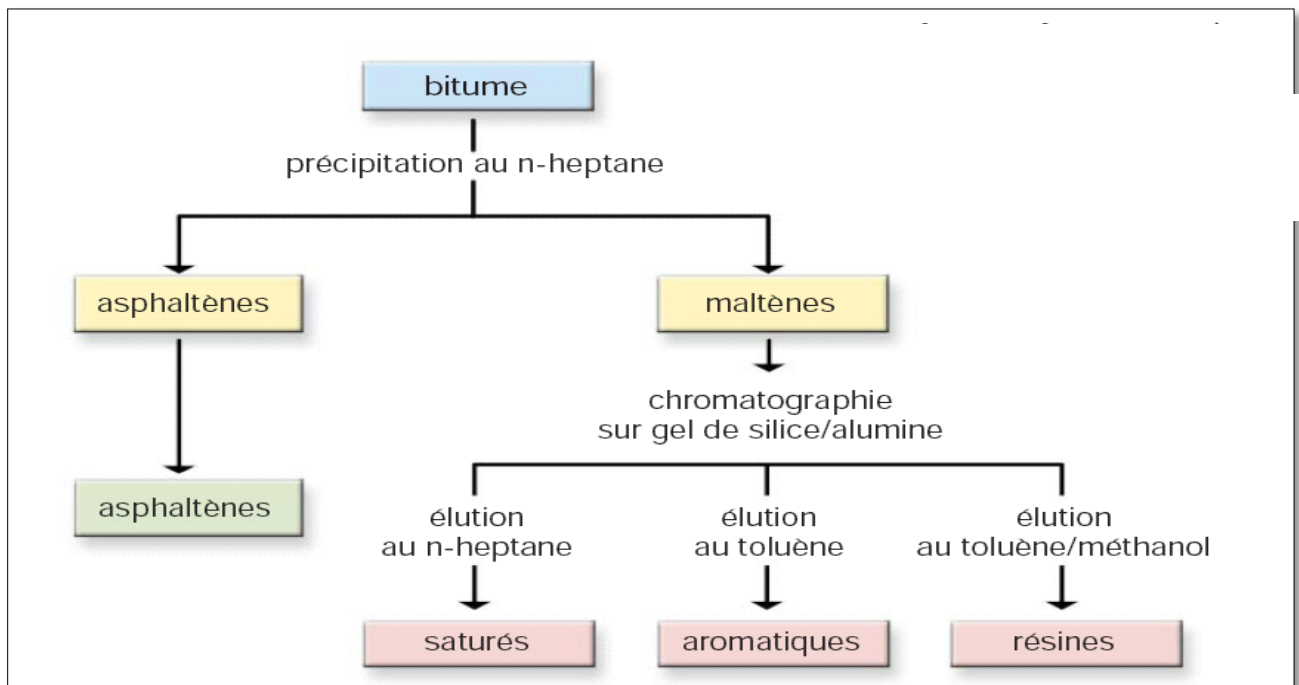 bitume
précipitation au n-heptane
asphaltènes
maltènes
chromatographie
sur gel de silice/alumine
asphaltènes
élution
au n-heptane
élution
au toluène
élution
au toluène/méthanol
saturés
aromatiques
résines